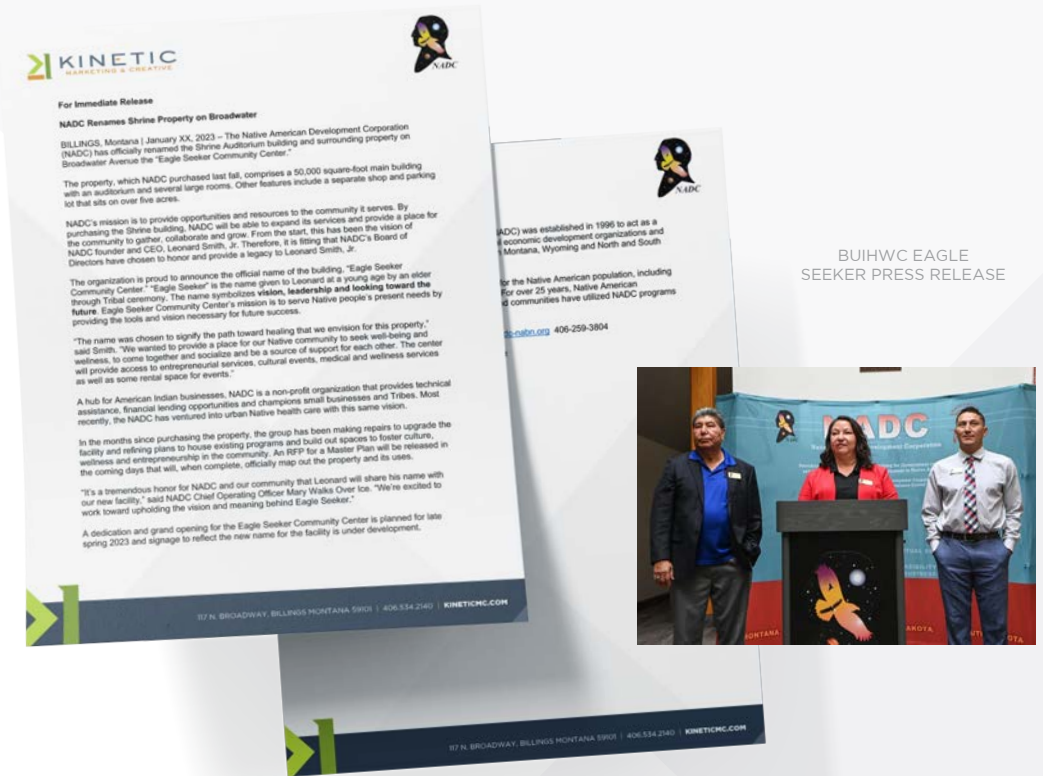 KINETIC
MARKETING & CREATIVE
NADC
For Immediate Release
NADC Renames Shrine Property on Broadwater
BILLINGS, Montana | January XX, 2023 – The Native American Development Corporation
(NADC) has officially renamed the Shrine Auditorium building and surrounding property on
Broadwater Avenue the “Eagle Seeker Community Center.”
The property, which NADC purchased last fall, comprises a 50,000 square-foot main building
with an auditorium and several large rooms. Other features include a separate shop and parking
lot that sits on over five acres.
NADC’s mission is to provide opportunities and resources to the community it serves. By
purchasing the Shrine building, NADC will be able to expand its services and provide a place for
the community to gather, collaborate and grow. From the start, this has been the vision of
NADC founder and CEO, Leonard Smith, Jr. Therefore, it is fitting that NADC’s Board of
Directors have chosen to honor and provide a legacy to Leonard Smith, Jr.
The organization is proud to announce the official name of the building, “Eagle Seeker
Community Center.” “Eagle Seeker” is the name given to Leonard at a young age by an elder
through Tribal ceremony. The name symbolizes vision, leadership and looking toward the
future. Eagle Seeker Community Center’s mission is to serve Native people’s present needs by
providing the tools and vision necessary for future success.
“The name was chosen to signify the path toward healing that we envision for this property,”
said Smith. “We wanted to provide a place for our Native community to seek well-being and
wellness, to come together and socialize and be a source of support for each other. The center
will provide access to entrepreneurial services, cultural events, medical and wellness services
as well as some rental space for events.”
A hub for American Indian businesses, NADC is a non-profit organization that provides technical
assistance, financial lending opportunities and champions small businesses and Tribes. Most
recently, the NADC has ventured into urban Native health care with this same vision.
In the months since purchasing the property, the group has been making repairs to upgrade the
facility and refining plans to house existing programs and build out spaces to foster culture,
wellness and entrepreneurship in the community. An RFP for a Master Plan will be released in
the coming days that will, when complete, officially map out the property and its uses.
“It’s a tremendous honor for NADC and our community that Leonard will share his name with
our new facility,” said NADC Chief Operating Officer Mary Walks Over Ice. “We’re excited to
work toward upholding the vision and meaning behind Eagle Seeker.”
A dedication and grand opening for the Eagle Seeker Community Center is planned for late
spring 2023 and signage to reflect the new name for the facility is under development.
117 N. BROADWAY, BILLINGS MONTANA 59101 | 406.534.2140 | KINETICMC.COM
NADC
ADC) was established in 1996 to act as a
economic development organizations and
Montana, Wyoming and North and South
for the Native American population, including
For over 25 years, Native American
d communities have utilized NADC programs
dc-nabn.org 406-259-3804
117 N. BROADWAY, BILLINGS MONTANA 59101 | 406.534.2140 | KINETICMC.COM
BUIHWC EAGLE
SEEKER PRESS RELEASE
NADC
Development Corporation
MONTANA
AKOTA
OTA